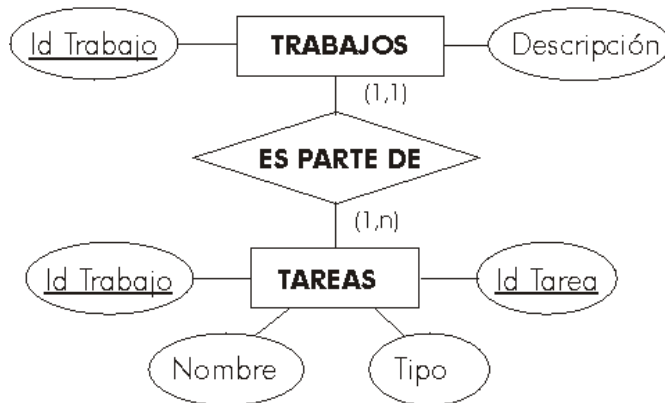 Id Trabajo
TRABAJOS
Descripción
(1,1)
ES PARTE DE
(1,n)
Id Trabajo
TAREAS
Id Tarea
Nombre
Tipo